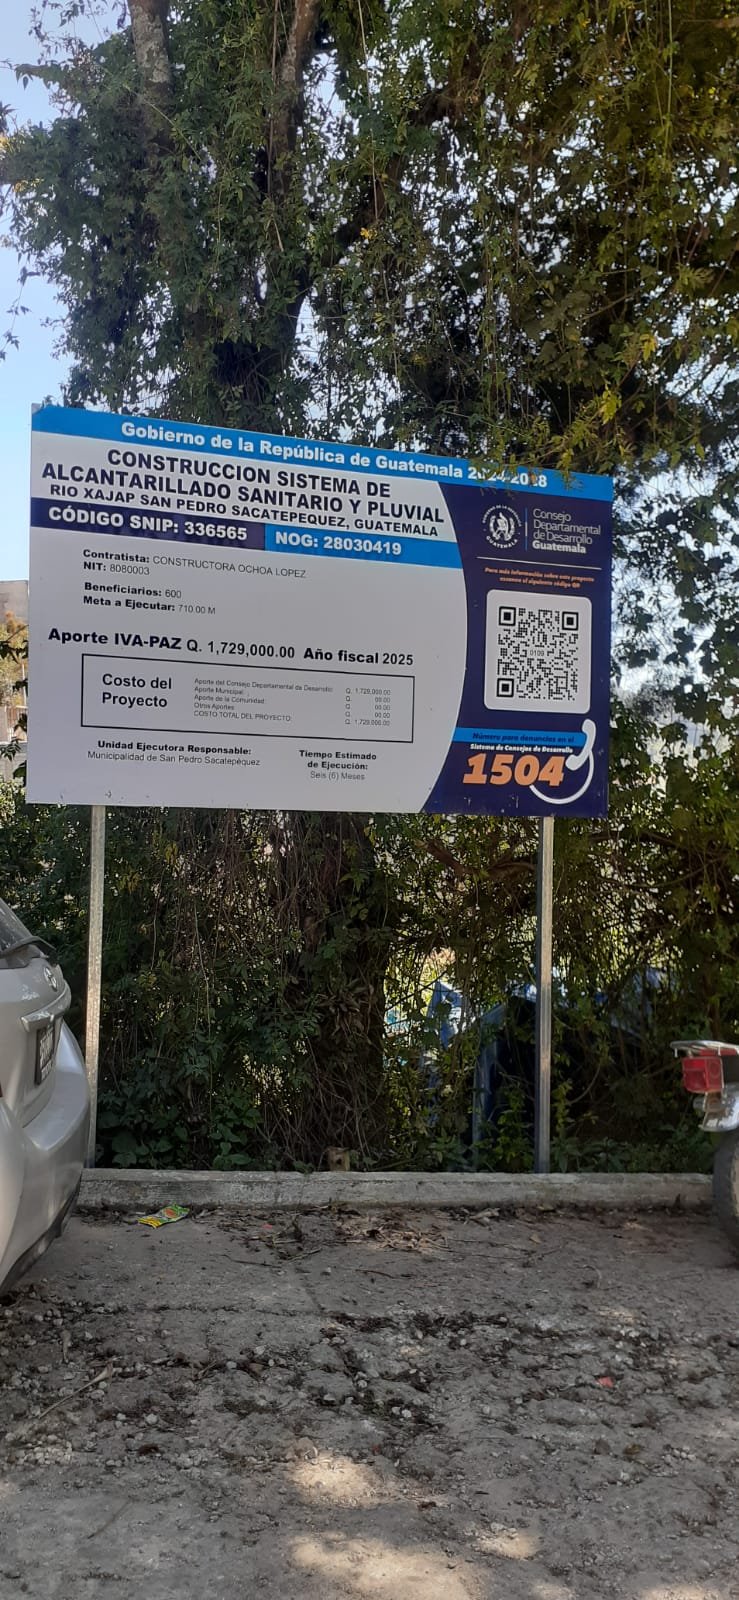 Gobierno de la República de Guatemala 2024-2028
CONSTRUCCION SISTEMA DE
ALCANTARILLADO SANITARIO Y PLUVIAL
RIO XAJAP SAN PEDRO SACATEPEQUEZ, GUATEMALA
CÓDIGO SNIP: 336565
NOG: 28030419
Contratista: CONSTRUCTORA OCHOA LOPEZ
NIT: 8080003
Beneficiarios: 600
Meta a Ejecutar: 710.00 M
Aporte IVA-PAZ Q. 1,729,000.00 Año fiscal 2025
Costo del
Proyecto
Aporte del Consejo Departamental de Desarrollo: Q. 1,729,000.00
Aporte Municipal: Q. 00.00
Aporte de la Comunidad: Q. 00.00
Otros Aportes: Q. 00.00
COSTO TOTAL DEL PROYECTO: Q. 1,729,000.00
Unidad Ejecutora Responsable:
Municipalidad de San Pedro Sacatepéquez
Tiempo Estimado
de Ejecución:
Seis (6) Meses
GUATEMALA
Consejo
Departamental
de Desarrollo
Guatemala
Para más información sobre este proyecto
escanea el siguiente código QR
0109
Número para denuncias en el
Sistema de Consejos de Desarrollo
1504